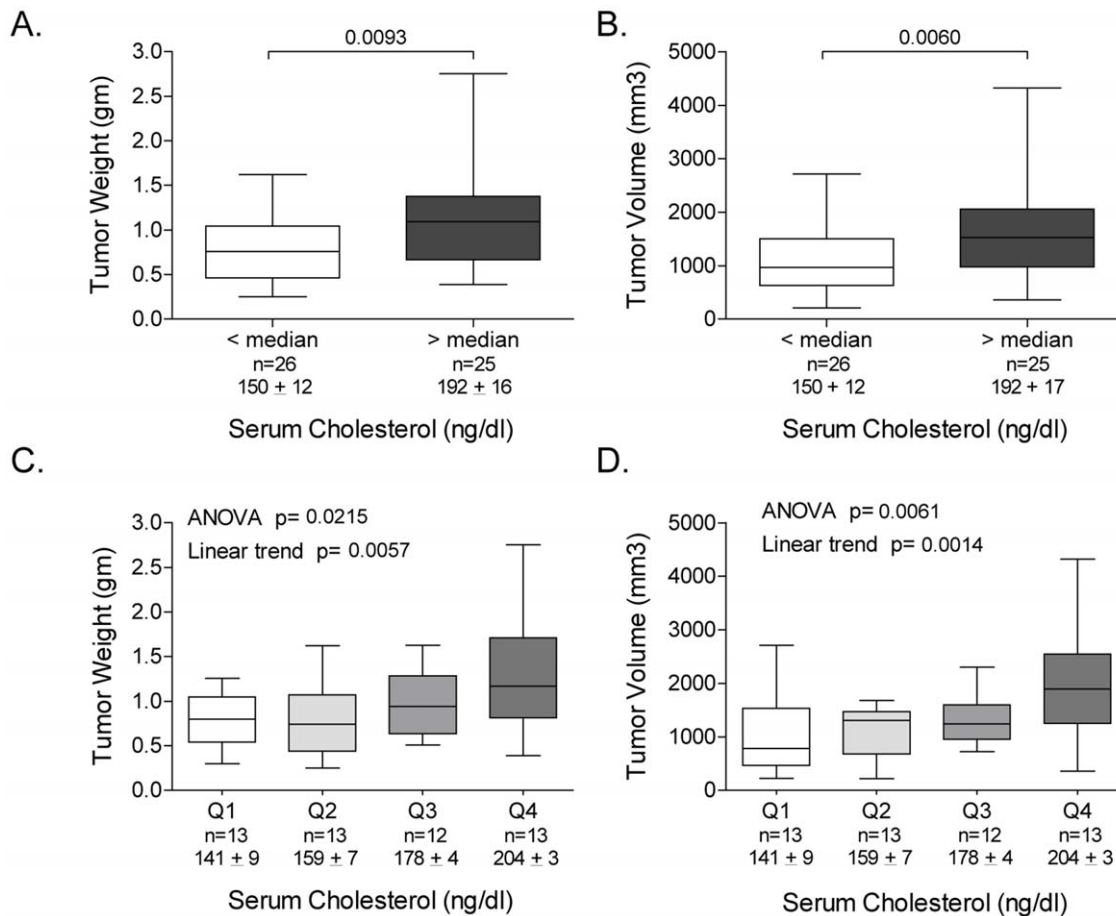 A.
0.0093
3.0
2.5
2.0
1.5
1.0
0.5
0.0
Tumor Weight (gm)
< median
> median
n=26
n=25
150 ± 12
192 ± 16
Serum Cholesterol (ng/dl)
B.
0.0060
5000
4000
3000
2000
1000
0
Tumor Volume (mm3)
< median
> median
n=26
n=25
150 + 12
192 + 17
Serum Cholesterol (ng/dl)
C.
ANOVA p= 0.0215
Linear trend p= 0.0057
3.0
2.5
2.0
1.5
1.0
0.5
0.0
Tumor Weight (gm)
Q1 Q2 Q3 Q4
n=13 n=13 n=12 n=13
141 ± 9 159 ± 7 178 ± 4 204 ± 3
Serum Cholesterol (ng/dl)
D.
ANOVA p= 0.0061
Linear trend p= 0.0014
5000
4000
3000
2000
1000
0
Tumor Volume (mm3)
Q1 Q2 Q3 Q4
n=13 n=13 n=12 n=13
141 ± 9 159 ± 7 178 ± 4 204 ± 3
Serum Cholesterol (ng/dl)